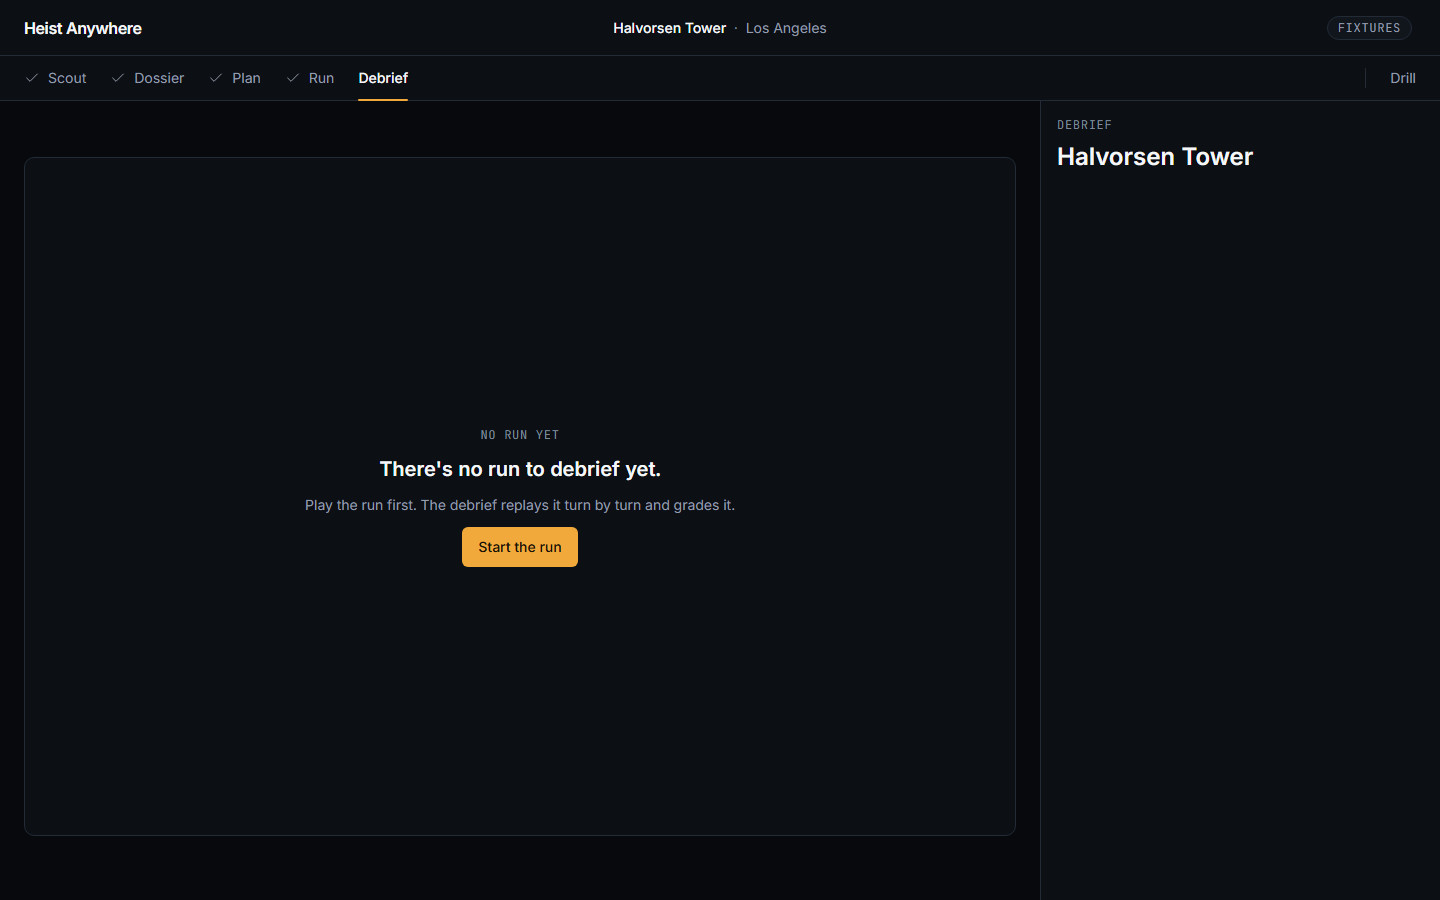 Heist Anywhere
Halvorsen Tower · Los Angeles
FIXTURES
Scout
Dossier
Plan
Run
Debrief
Drill
NO RUN YET
There's no run to debrief yet.
Play the run first. The debrief replays it turn by turn and grades it.
Start the run
DEBRIEF
Halvorsen Tower